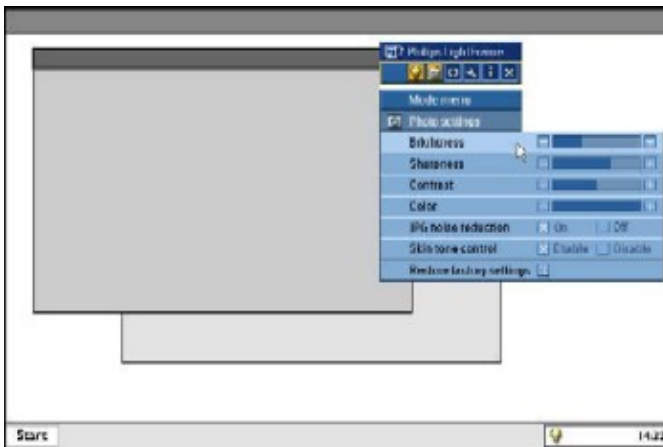 Philips LightFrame
Mode menu
Photo settings
Brightness
Sharpness
Contrast
Color
JPG noise reduction On Off
Skin tone control Enable Disable
Restore factory settings
Start